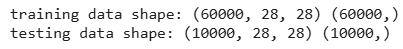 training data shape: (60000, 28, 28) (60000,)
testing data shape: (10000, 28, 28) (10000,)